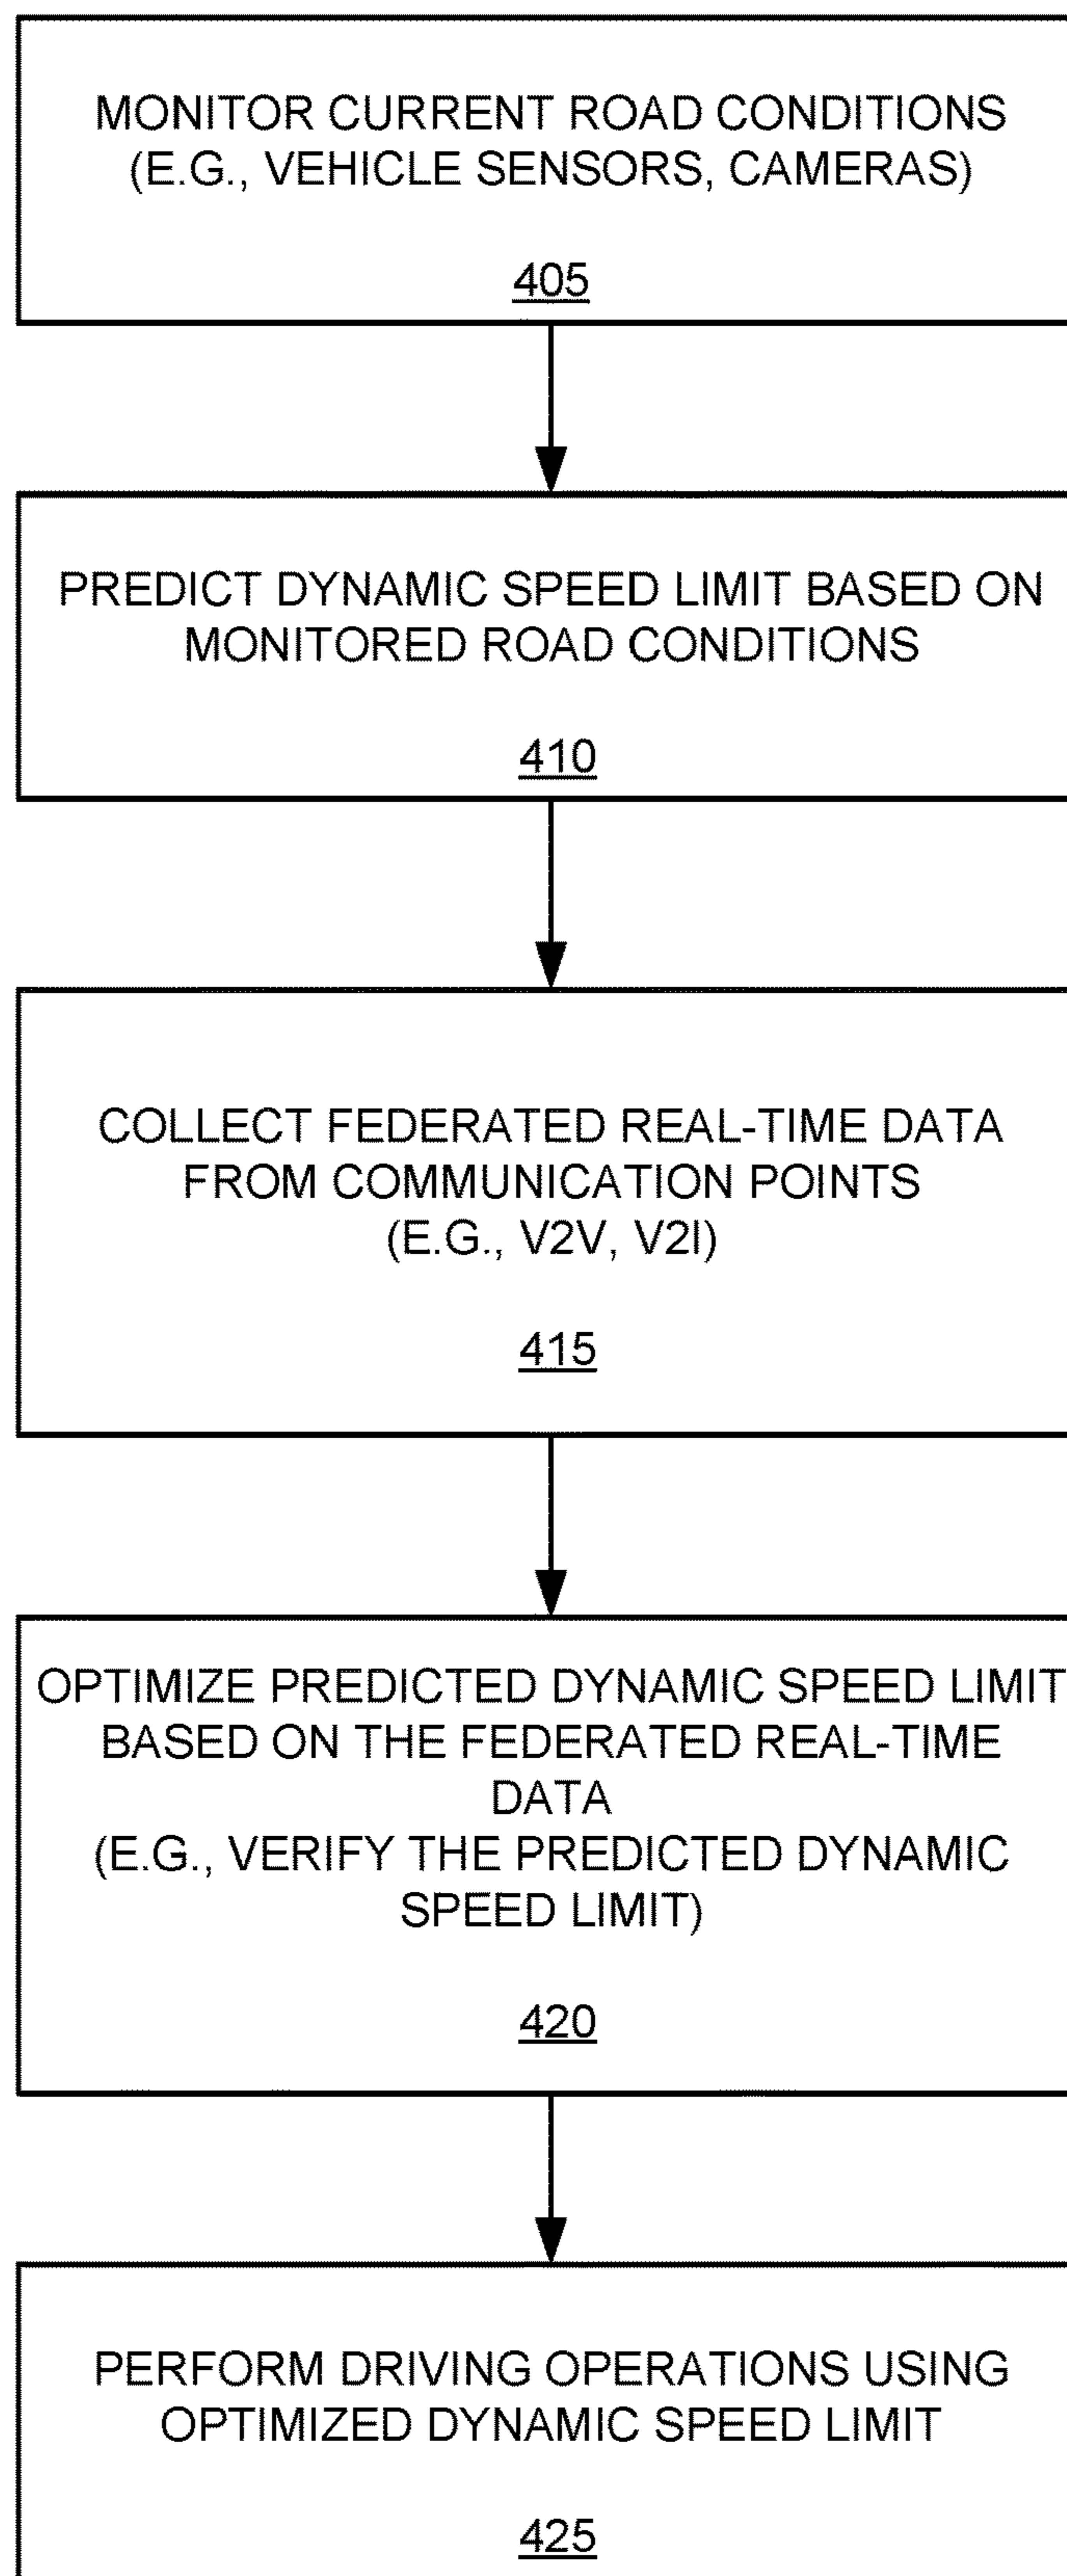 MONITOR CURRENT ROAD CONDITIONS
(E.G., VEHICLE SENSORS, CAMERAS)
405
PREDICT DYNAMIC SPEED LIMIT BASED ON
MONITORED ROAD CONDITIONS
410
COLLECT FEDERATED REAL-TIME DATA
FROM COMMUNICATION POINTS
(E.G., V2V, V2I)
415
OPTIMIZE PREDICTED DYNAMIC SPEED LIMIT
BASED ON THE FEDERATED REAL-TIME
DATA
(E.G., VERIFY THE PREDICTED DYNAMIC
SPEED LIMIT)
420
PERFORM DRIVING OPERATIONS USING
OPTIMIZED DYNAMIC SPEED LIMIT
425